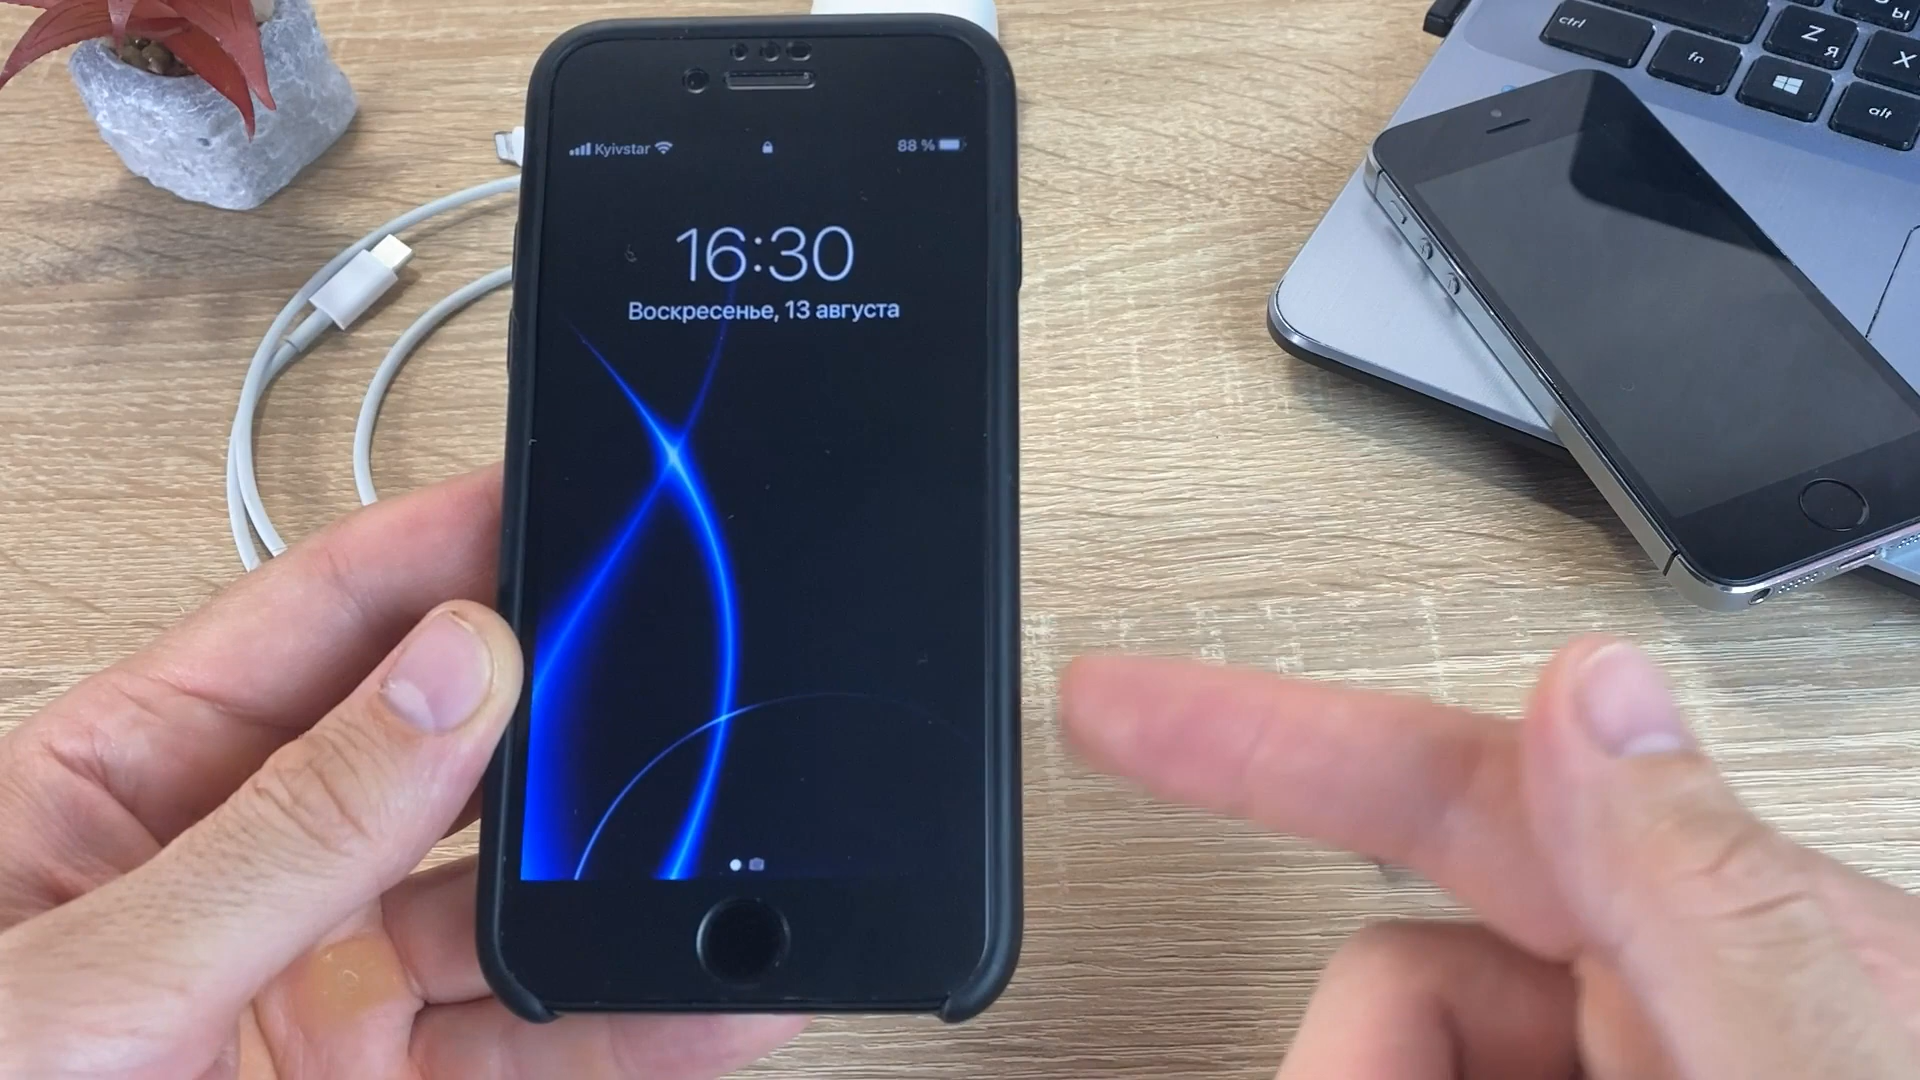 Kyivstar 88 %
16:30
Воскресенье, 13 августа
ctrl
fn
Z Я
X
alt
Ы